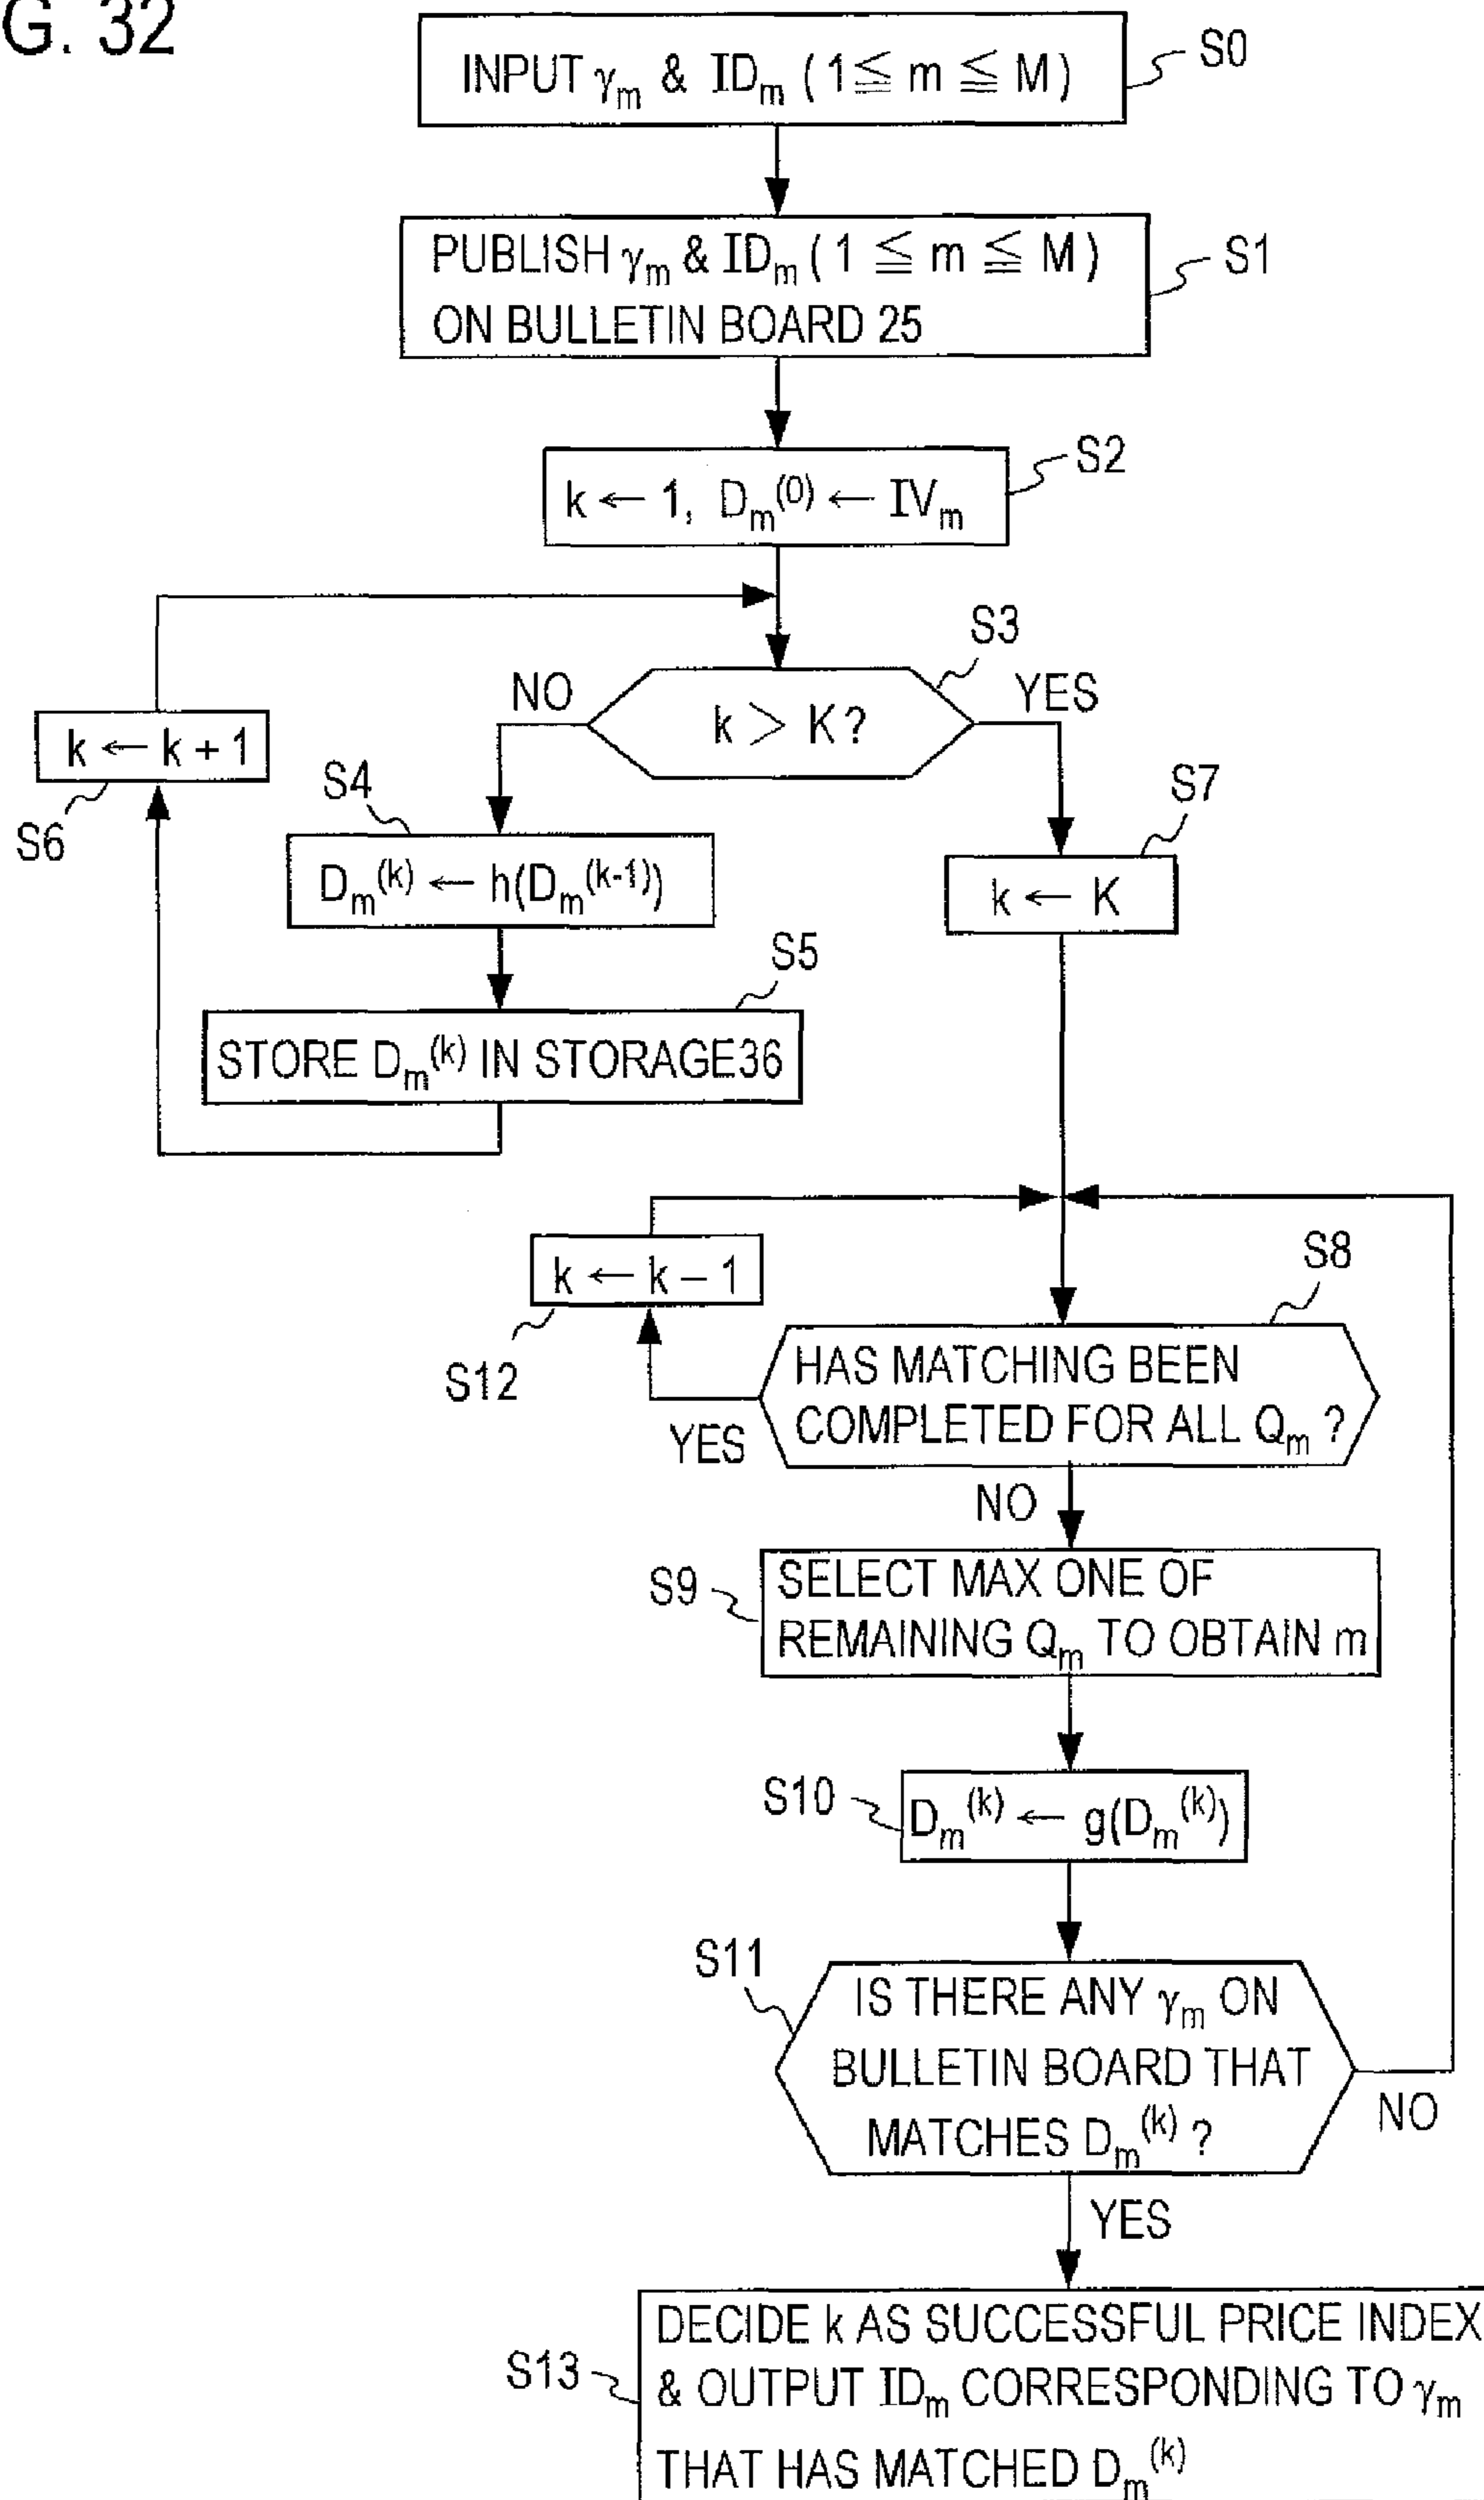 G. 32
INPUT γm & IDm (1 ≦ m ≦ M)
S0
PUBLISH γm & IDm (1 ≦ m ≦ M)
ON BULLETIN BOARD 25
S1
k ← 1, Dm(0) ← IVm
S2
S3
NO
YES
k > K?
k ← k + 1
S6
S4
Dm(k) ← h(Dm(k-1))
S7
k ← K
S5
STORE Dm(k) IN STORAGE36
k ← k − 1
S12
S8
HAS MATCHING BEEN
COMPLETED FOR ALL Qm ?
YES
NO
S9
SELECT MAX ONE OF
REMAINING Qm TO OBTAIN m
S10
Dm(k) ← g(Dm(k))
S11
IS THERE ANY γm ON
BULLETIN BOARD THAT
MATCHES Dm(k) ?
NO
YES
S13
DECIDE k AS SUCCESSFUL PRICE INDEX
& OUTPUT IDm CORRESPONDING TO γm
THAT HAS MATCHED Dm(k)